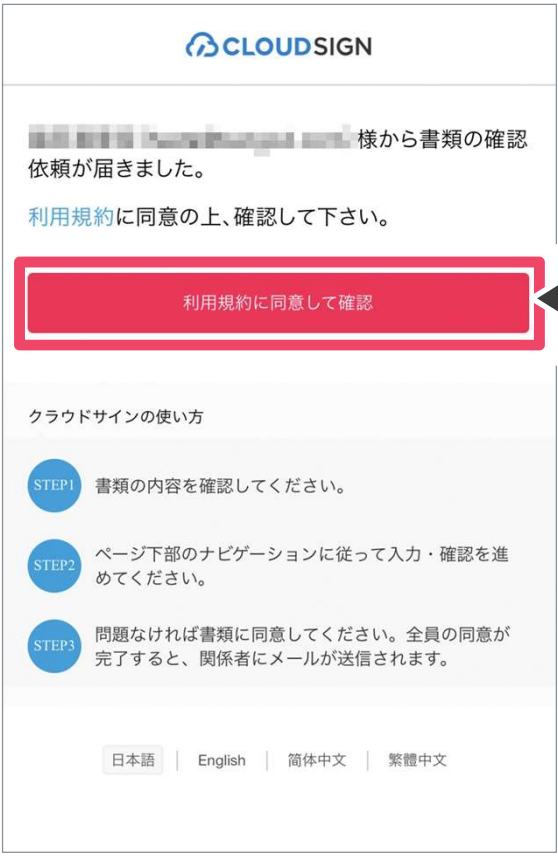 CLOUDSIGN
様から書類の確認
依頼が届きました。
利用規約に同意の上、確認して下さい。
利用規約に同意して確認
クラウドサインの使い方
STEP1 書類の内容を確認してください。
STEP2 ページ下部のナビゲーションに従って入力・確認を進
めてください。
STEP3 問題なければ書類に同意してください。全員の同意が
完了すると、関係者にメールが送信されます。
日本語 | English | 简体中文 | 繁體中文